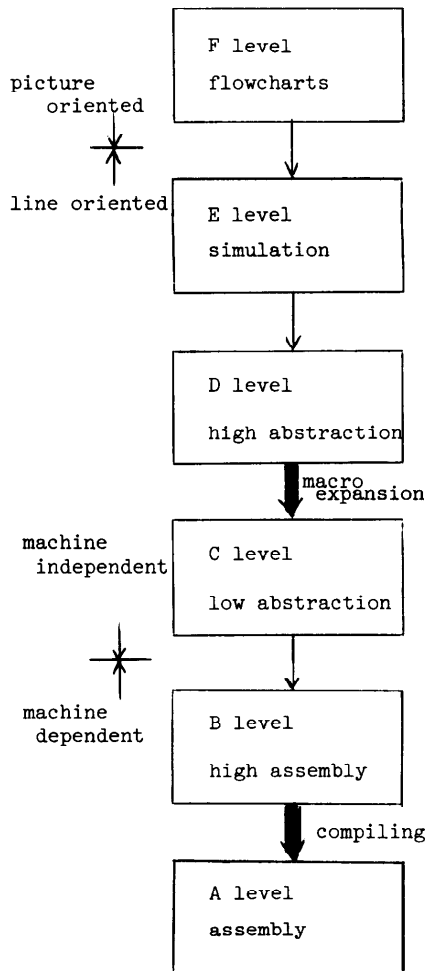 F level
flowcharts
picture
oriented
line oriented
E level
simulation
D level
high abstraction
macro
expansion
machine
independent
C level
low abstraction
machine
dependent
B level
high assembly
compiling
A level
assembly